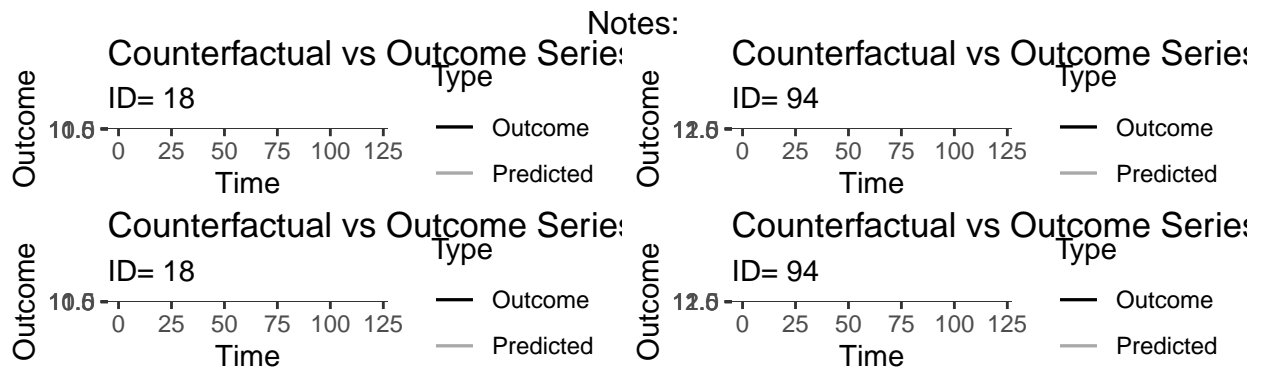 Notes:
Counterfactual vs Outcome Series
ID= 18
Outcome
0 25 50 75 100 125
Time
Type
Outcome
Predicted
Counterfactual vs Outcome Series
ID= 94
Outcome
0 25 50 75 100 125
Time
Type
Outcome
Predicted
Counterfactual vs Outcome Series
ID= 18
Outcome
0 25 50 75 100 125
Time
Type
Outcome
Predicted
Counterfactual vs Outcome Series
ID= 94
Outcome
0 25 50 75 100 125
Time
Type
Outcome
Predicted